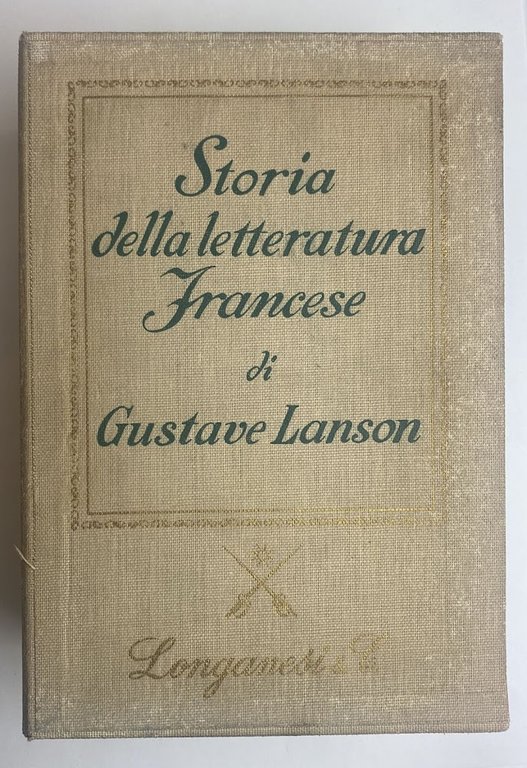 Storia
della letteratura
Francese
di
Gustave Lanson
Longanesi & C.